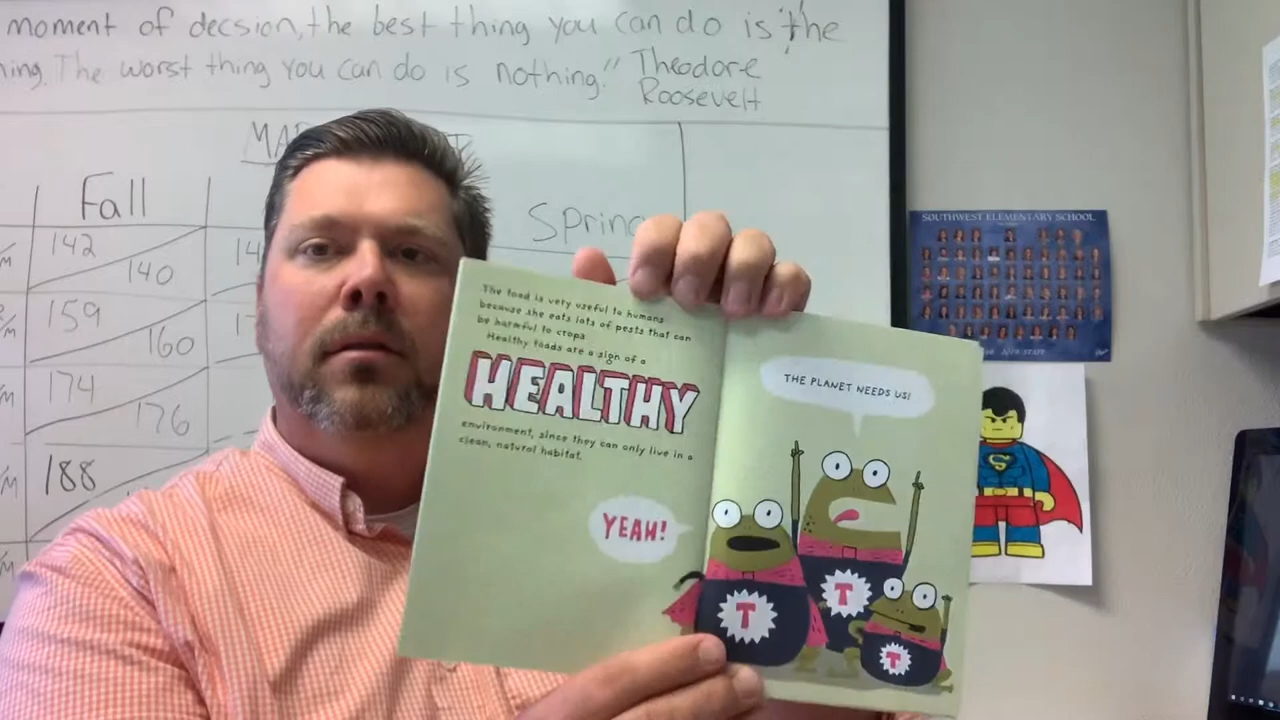 moment of decsion, the best thing you can do is the
The worst thing you can do is nothing." Theodore
Roosevelt
Fall
Spring
142
140
159
160
174
176
188
The toad is very useful to humans
because she eats lots of pests that can
be harmful to crops
Healthy toads are a sign of a
HEALTHY
environment, since they can only live in a
clean, natural habitat.
YEAH!
THE PLANET NEEDS US!
T
T
T
SOUTHWEST ELEMENTARY SCHOOL
S